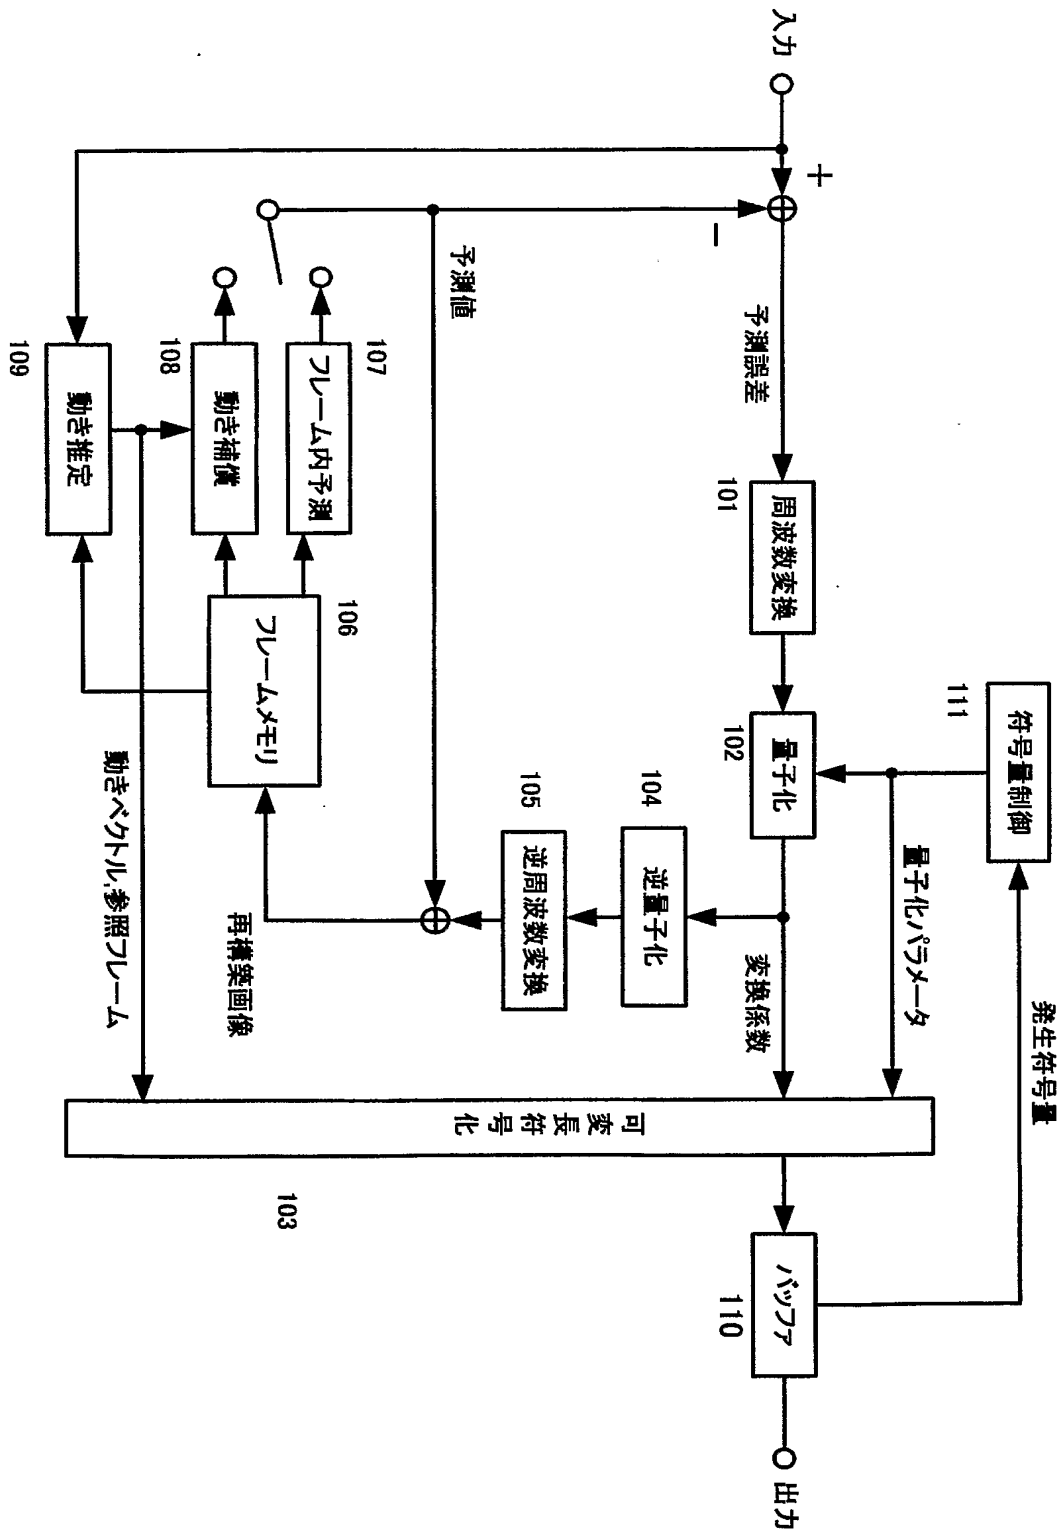 符号量制御
111
発生符号量
量子化パラメータ
入力
+
−
予測誤差
周波数変換
101
量子化
102
変換係数
バッファ
110
出力
逆量子化
104
逆周波数変換
105
予測値
再構築画像
フレームメモリ
106
フレーム内予測
107
動き補償
108
動き推定
109
動きベクトル,参照フレーム
可変長符号化
103